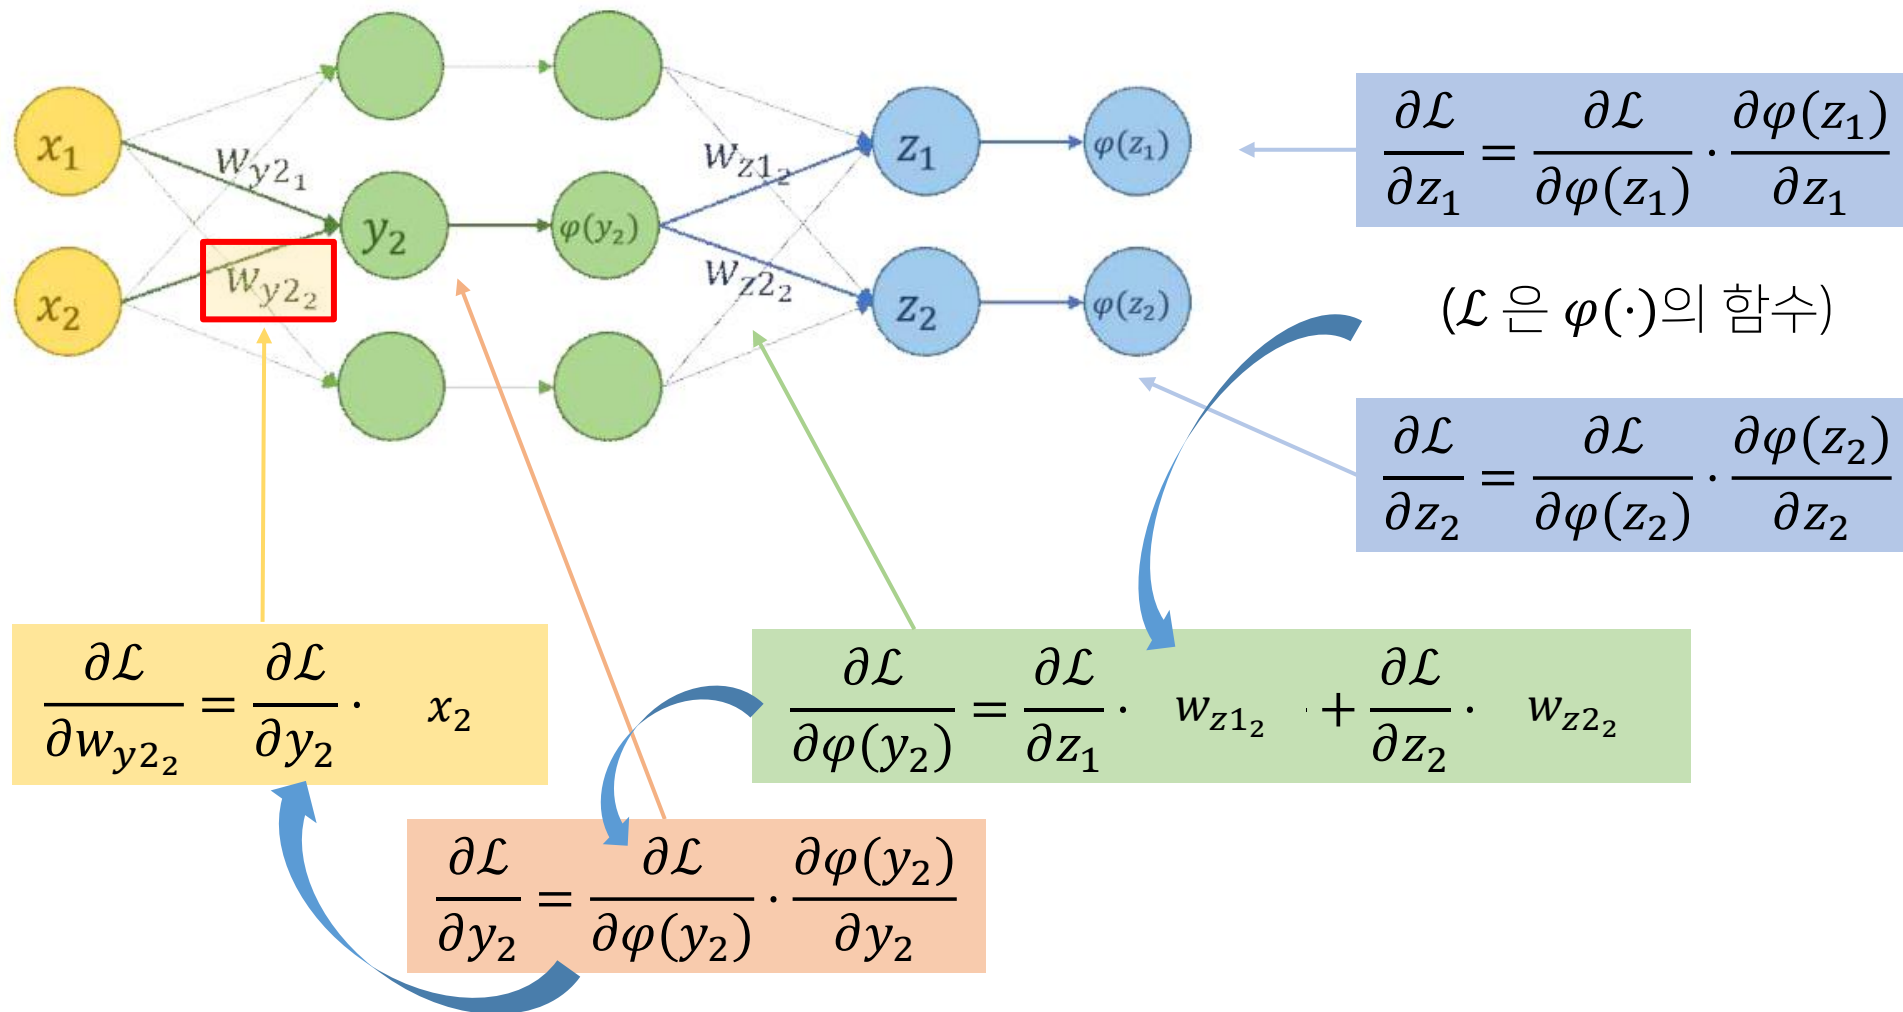 x₁
x₂
w_{y2₁}
w_{y2₂}
y₂
φ(y₂)
w_{z1₂}
w_{z2₂}
z₁
φ(z₁)
z₂
φ(z₂)
∂ℒ/∂z₁ = ∂ℒ/∂φ(z₁) · ∂φ(z₁)/∂z₁
(ℒ 은 φ(·)의 함수)
∂ℒ/∂z₂ = ∂ℒ/∂φ(z₂) · ∂φ(z₂)/∂z₂
∂ℒ/∂w_{y2₂} = ∂ℒ/∂y₂ · x₂
∂ℒ/∂φ(y₂) = ∂ℒ/∂z₁ · w_{z1₂} + ∂ℒ/∂z₂ · w_{z2₂}
∂ℒ/∂y₂ = ∂ℒ/∂φ(y₂) · ∂φ(y₂)/∂y₂